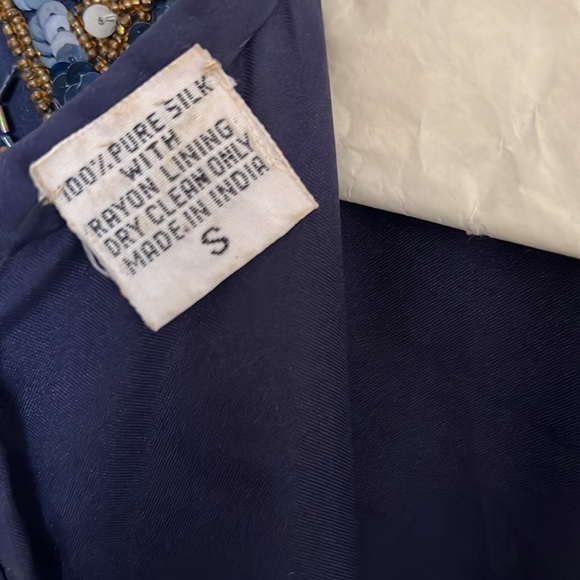 100% PURE SILK
WITH
RAYON LINING
DRY CLEAN ONLY
MADE IN INDIA
S